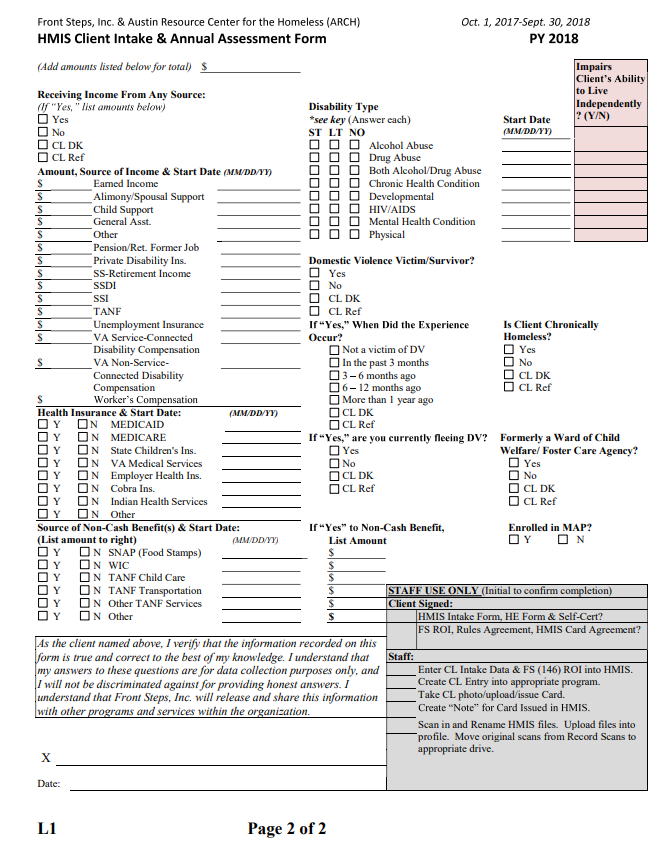 Front Steps, Inc. & Austin Resource Center for the Homeless (ARCH) Oct. 1, 2017-Sept. 30, 2018
HMIS Client Intake & Annual Assessment Form PY 2018
(Add amounts listed below for total) $
Impairs
Client's Ability
to Live
Independently
? (Y/N)
Receiving Income From Any Source:
(If "Yes," list amounts below)
Yes
No
CL DK
CL Ref
Amount, Source of Income & Start Date (MM/DD/YY)
$ Earned Income
$ Alimony/Spousal Support
$ Child Support
$ General Asst.
$ Other
$ Pension/Ret. Former Job
$ Private Disability Ins.
$ SS-Retirement Income
$ SSDI
$ SSI
$ TANF
$ Unemployment Insurance
$ VA Service-Connected
Disability Compensation
$ VA Non-Service-
Connected Disability
Compensation
$ Worker's Compensation
Disability Type
*see key (Answer each) Start Date
ST LT NO (MM/DD/YY)
Alcohol Abuse
Drug Abuse
Both Alcohol/Drug Abuse
Chronic Health Condition
Developmental
HIV/AIDS
Mental Health Condition
Physical
Domestic Violence Victim/Survivor?
Yes
No
CL DK
CL Ref
If "Yes," When Did the Experience
Occur?
Not a victim of DV
In the past 3 months
3 – 6 months ago
6 – 12 months ago
More than 1 year ago
CL DK
CL Ref
Is Client Chronically
Homeless?
Yes
No
CL DK
CL Ref
Health Insurance & Start Date: (MM/DD/YY)
Y N MEDICAID
Y N MEDICARE
Y N State Children's Ins.
Y N VA Medical Services
Y N Employer Health Ins.
Y N Cobra Ins.
Y N Indian Health Services
Y N Other
If "Yes," are you currently fleeing DV?
Yes
No
CL DK
CL Ref
Formerly a Ward of Child
Welfare/ Foster Care Agency?
Yes
No
CL DK
CL Ref
Source of Non-Cash Benefit(s) & Start Date:
(List amount to right) (MM/DD/YY)
Y N SNAP (Food Stamps)
Y N WIC
Y N TANF Child Care
Y N TANF Transportation
Y N Other TANF Services
Y N Other
If "Yes" to Non-Cash Benefit,
List Amount
$
$
$
$
$
$
Enrolled in MAP?
Y N
STAFF USE ONLY (Initial to confirm completion)
Client Signed:
HMIS Intake Form, HE Form & Self-Cert?
FS ROI, Rules Agreement, HMIS Card Agreement?
Staff:
Enter CL Intake Data & FS (146) ROI into HMIS.
Create CL Entry into appropriate program.
Take CL photo/upload/issue Card.
Create "Note" for Card Issued in HMIS.
Scan in and Rename HMIS files. Upload files into
profile. Move original scans from Record Scans to
appropriate drive.
As the client named above, I verify that the information recorded on this
form is true and correct to the best of my knowledge. I understand that
my answers to these questions are for data collection purposes only, and
I will not be discriminated against for providing honest answers. I
understand that Front Steps, Inc. will release and share this information
with other programs and services within the organization.
X
Date:
L1 Page 2 of 2